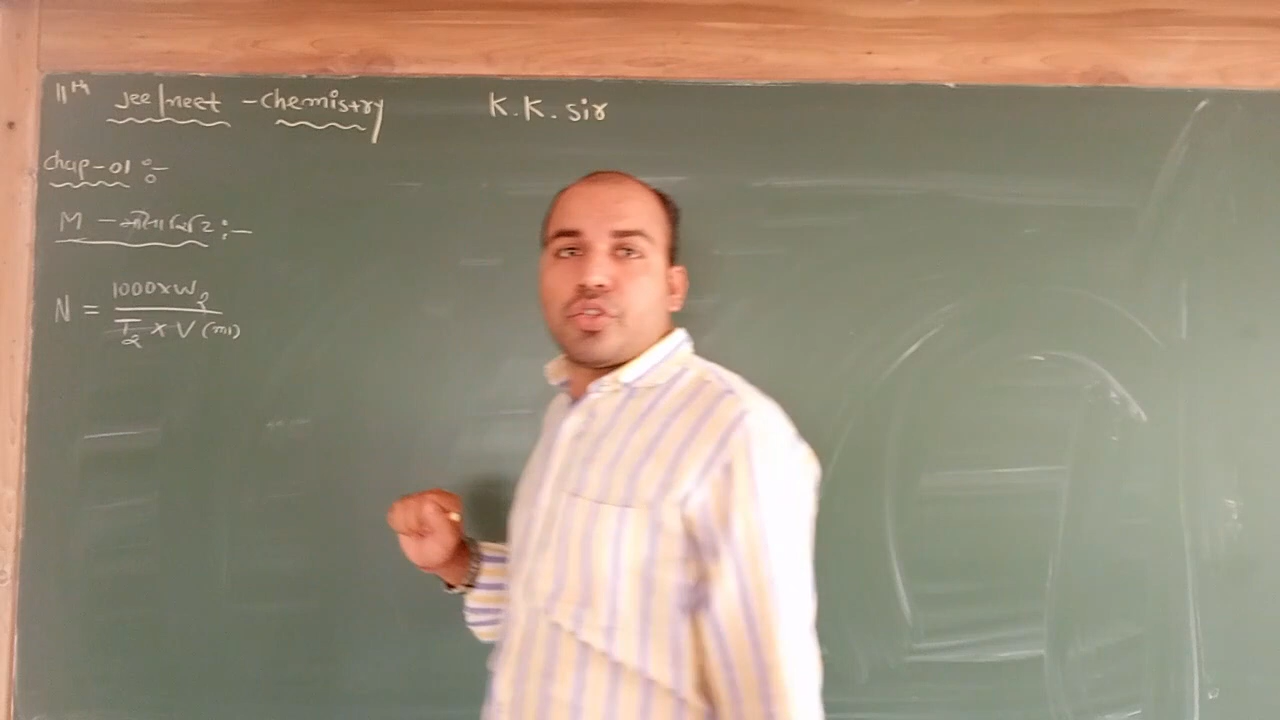 11th Jee/neet - Chemistry K.K. sir
Chap-01 :-
M - :-
N = 1000×W₂
T₂ × V (ml)